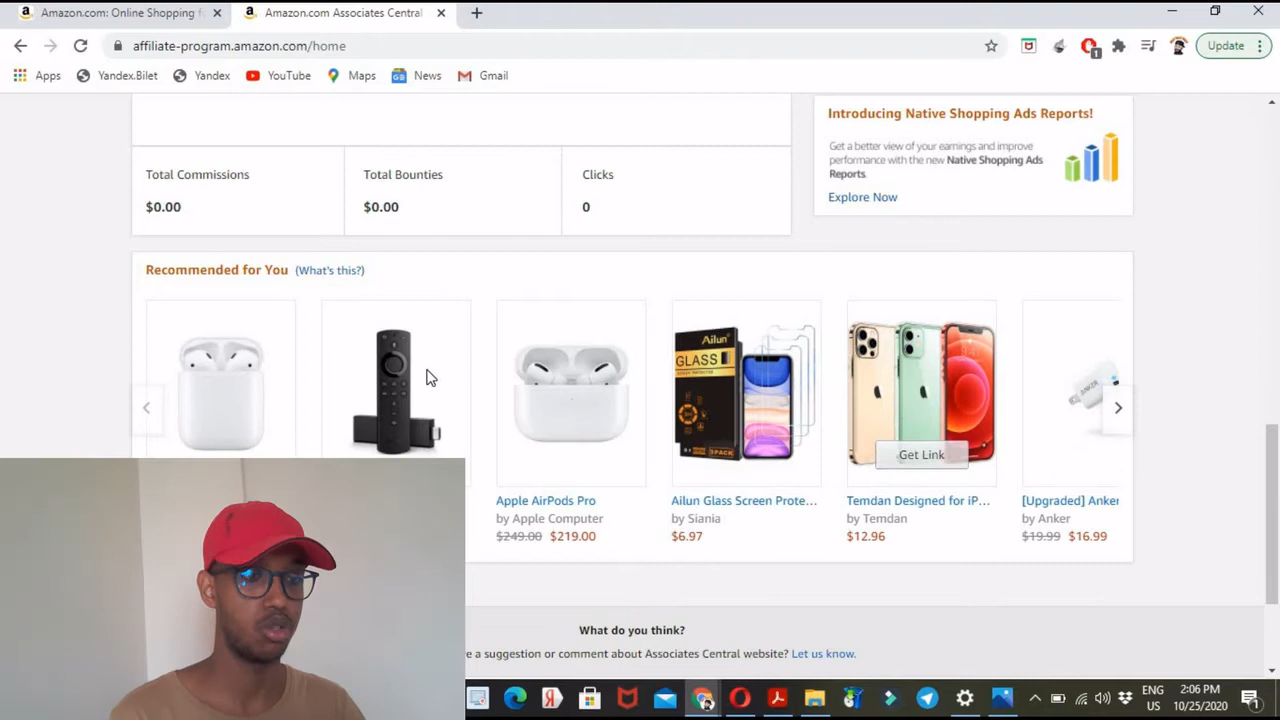 Amazon.com: Online Shopping f
Amazon.com Associates Central
affiliate-program.amazon.com/home
1
Update
Apps
Yandex.Bilet
Yandex
YouTube
Maps
News
Gmail
Introducing Native Shopping Ads Reports!
Get a better view of your earnings and improve
performance with the new Native Shopping Ads
Reports.
Explore Now
Total Commissions
Total Bounties
Clicks
$0.00
$0.00
0
Recommended for You (What's this?)
Ailun
GLASS
3PACK
Get Link
Apple AirPods Pro
by Apple Computer
$249.00 $219.00
Ailun Glass Screen Prote...
by Siania
$6.97
Temdan Designed for iP...
by Temdan
$12.96
[Upgraded] Anker
by Anker
$19.99 $16.99
What do you think?
e a suggestion or comment about Associates Central website? Let us know.
ENG
US
2:06 PM
10/25/2020
1